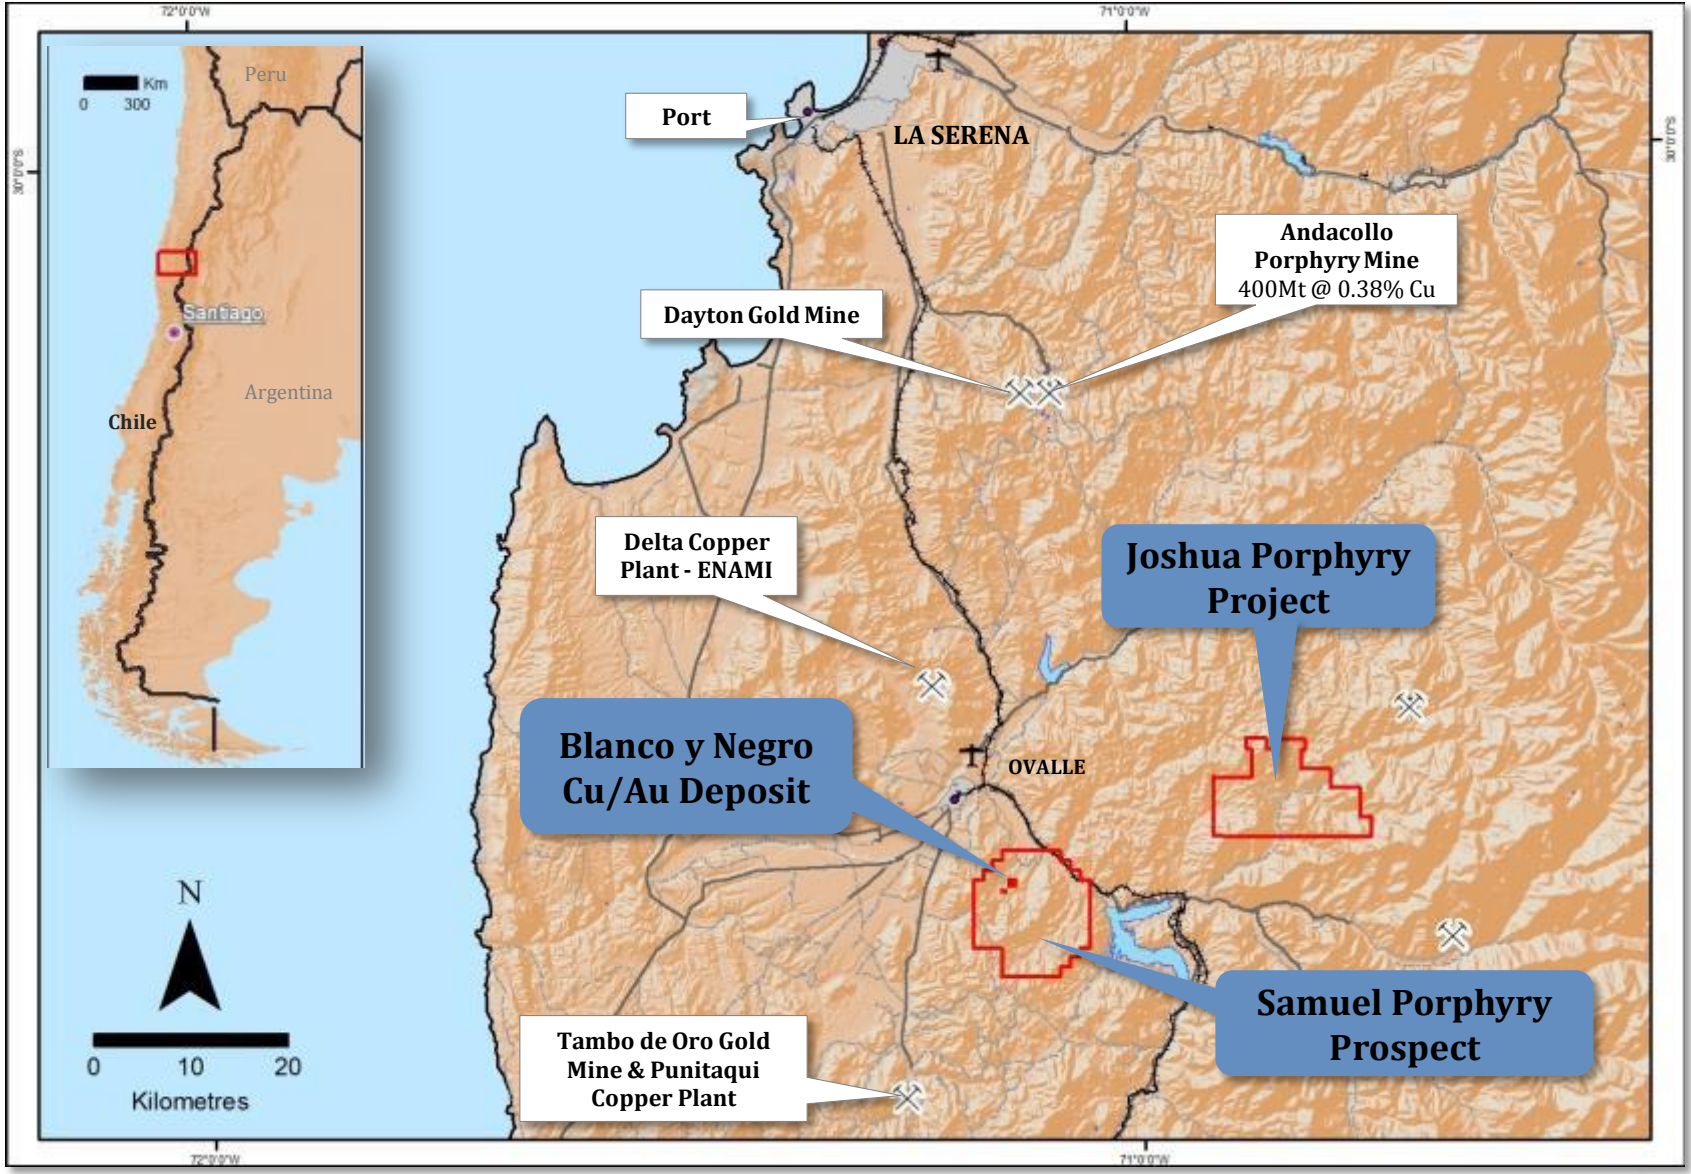 72°0'0"W
71°0'0"W
30°0'0"S
30°0'0"S
Peru
Km
0 300
Santiago
Argentina
Chile
Port
LA SERENA
Andacollo
Porphyry Mine
400Mt @ 0.38% Cu
Dayton Gold Mine
Delta Copper
Plant - ENAMI
Joshua Porphyry
Project
Blanco y Negro
Cu/Au Deposit
OVALLE
N
0 10 20
Kilometres
Samuel Porphyry
Prospect
Tambo de Oro Gold
Mine & Punitaqui
Copper Plant
72°0'0"W
71°0'0"W